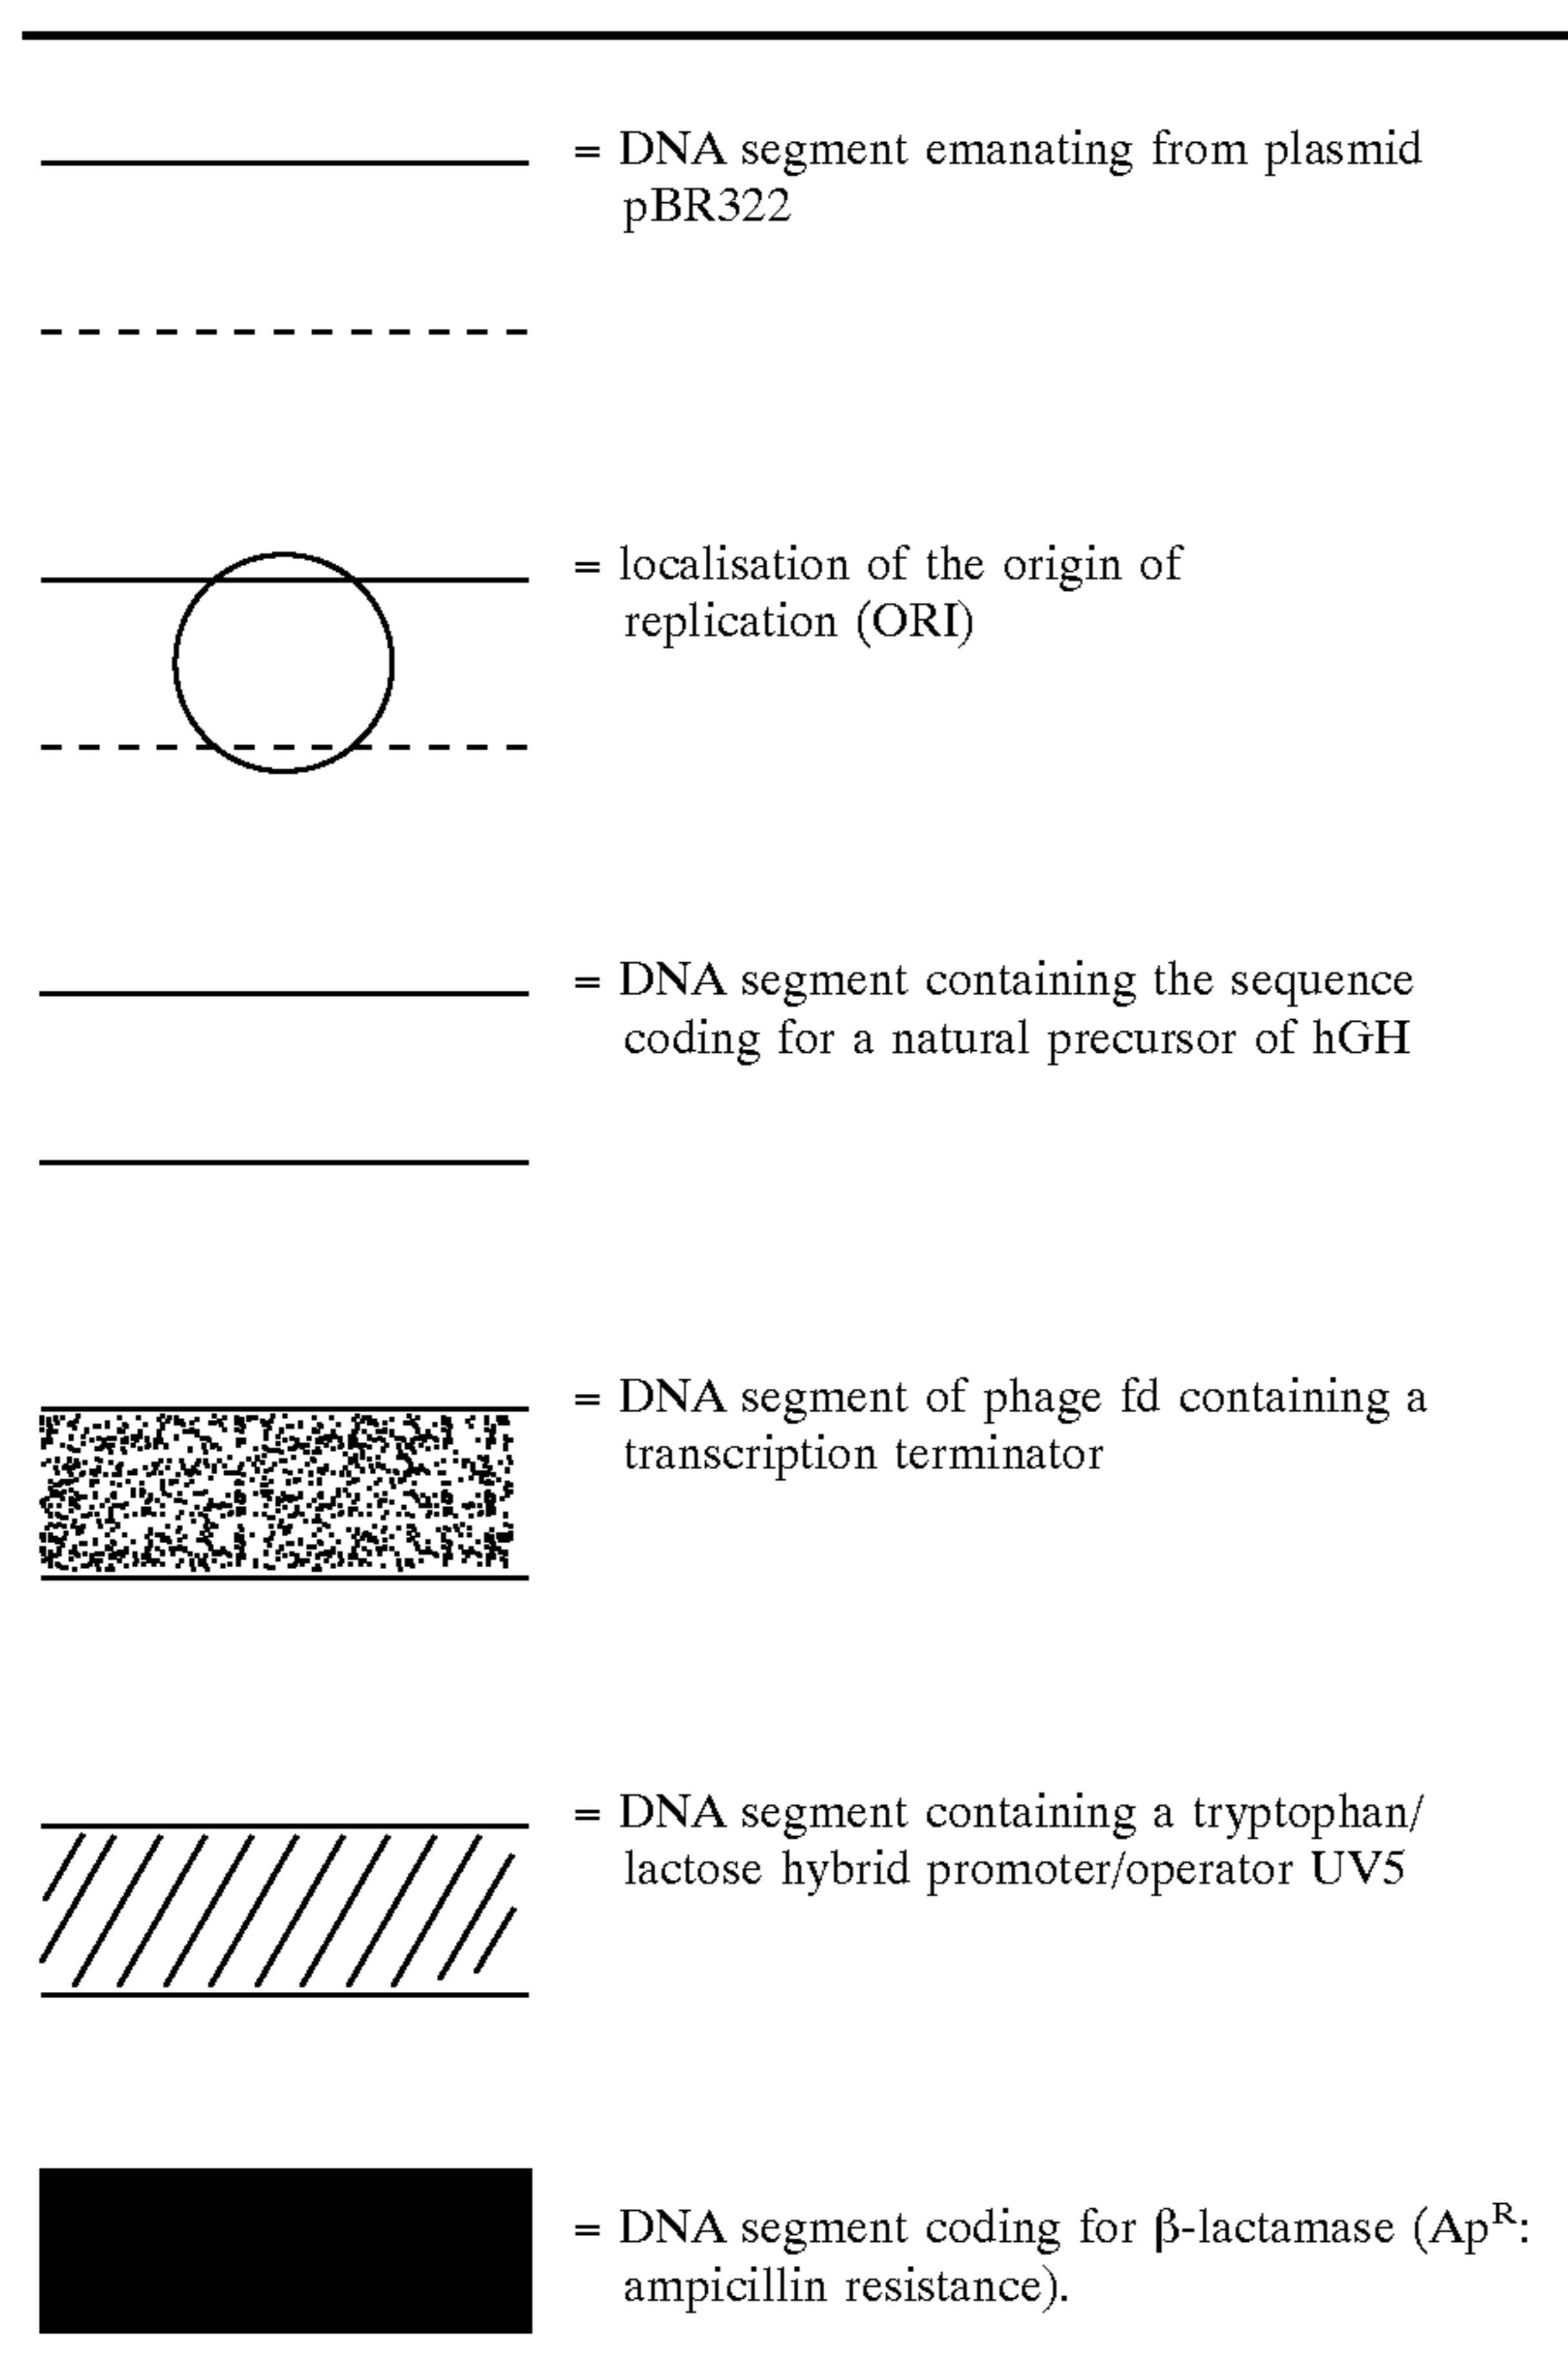 = DNA segment emanating from plasmid
pBR322
= localisation of the origin of
replication (ORI)
= DNA segment containing the sequence
coding for a natural precursor of hGH
= DNA segment of phage fd containing a
transcription terminator
= DNA segment containing a tryptophan/
lactose hybrid promoter/operator UV5
= DNA segment coding for β-lactamase (Apᴿ:
ampicillin resistance).